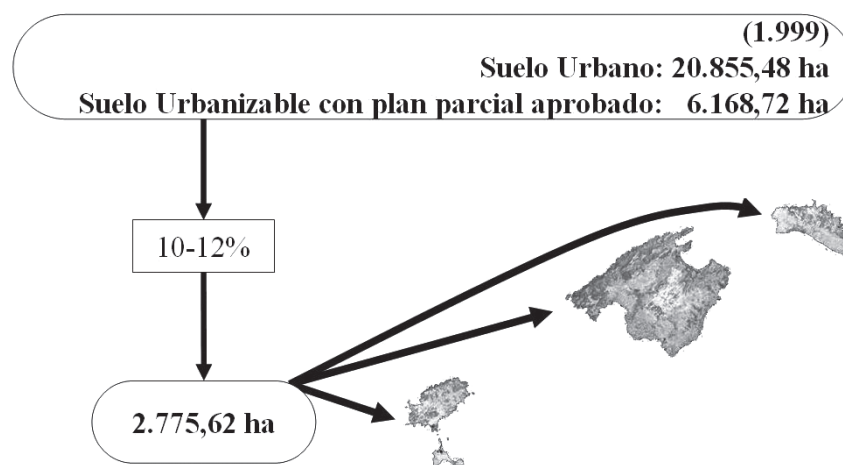 (1.999)
Suelo Urbano: 20.855,48 ha
Suelo Urbanizable con plan parcial aprobado: 6.168,72 ha
10-12%
2.775,62 ha